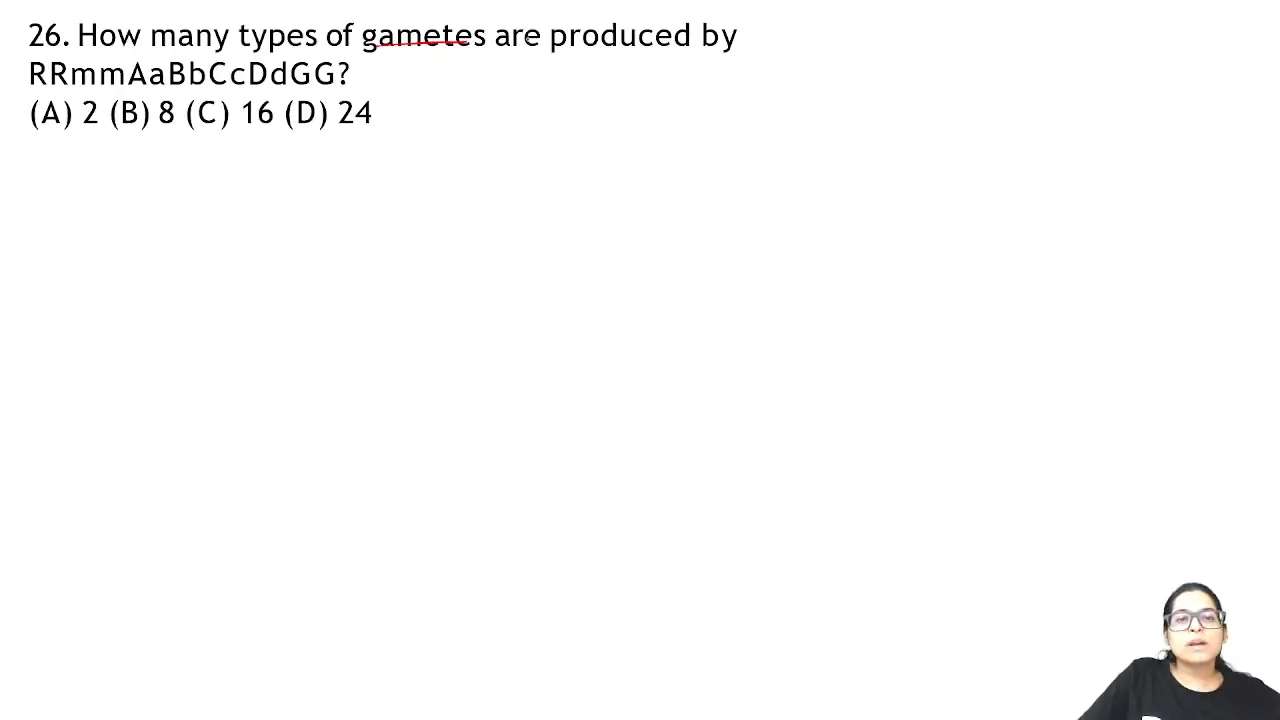 26. How many types of gametes are produced by
RRmmAaBbCcDdGG?
(A) 2 (B) 8 (C) 16 (D) 24